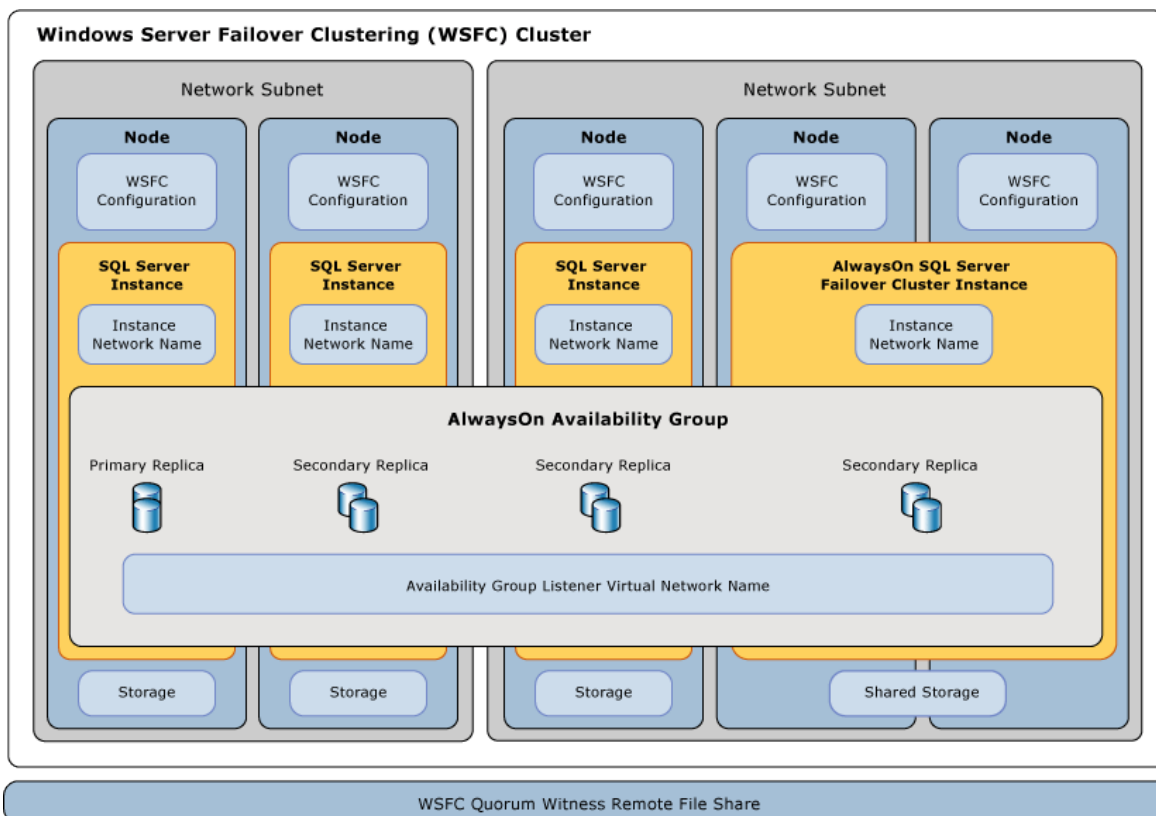 Windows Server Failover Clustering (WSFC) Cluster
Network Subnet
Network Subnet
Node
Node
Node
Node
Node
WSFC
Configuration
WSFC
Configuration
WSFC
Configuration
WSFC
Configuration
WSFC
Configuration
SQL Server
Instance
SQL Server
Instance
SQL Server
Instance
AlwaysOn SQL Server
Failover Cluster Instance
Instance
Network Name
Instance
Network Name
Instance
Network Name
Instance
Network Name
AlwaysOn Availability Group
Primary Replica
Secondary Replica
Secondary Replica
Secondary Replica
Availability Group Listener Virtual Network Name
Storage
Storage
Storage
Shared Storage
WSFC Quorum Witness Remote File Share